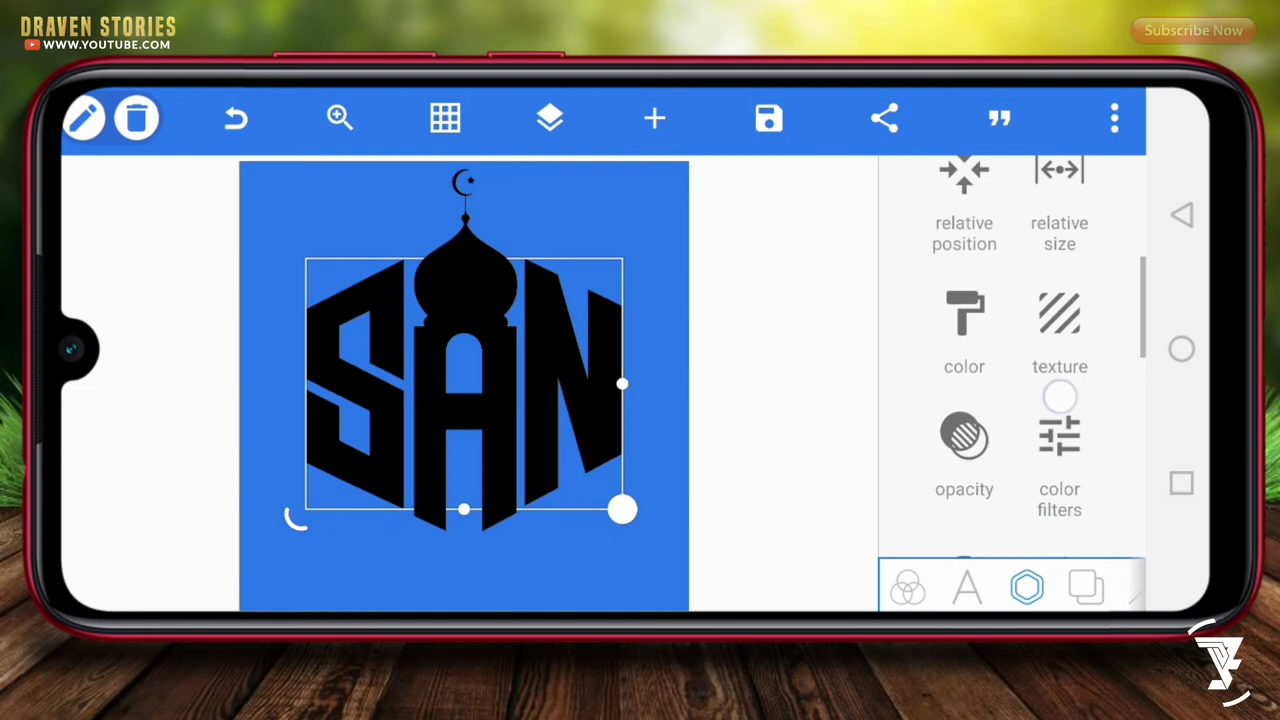 DRAVEN STORIES
WWW.YOUTUBE.COM
Subscribe Now
SAN
relative
position
relative
size
color
texture
opacity
color
filters